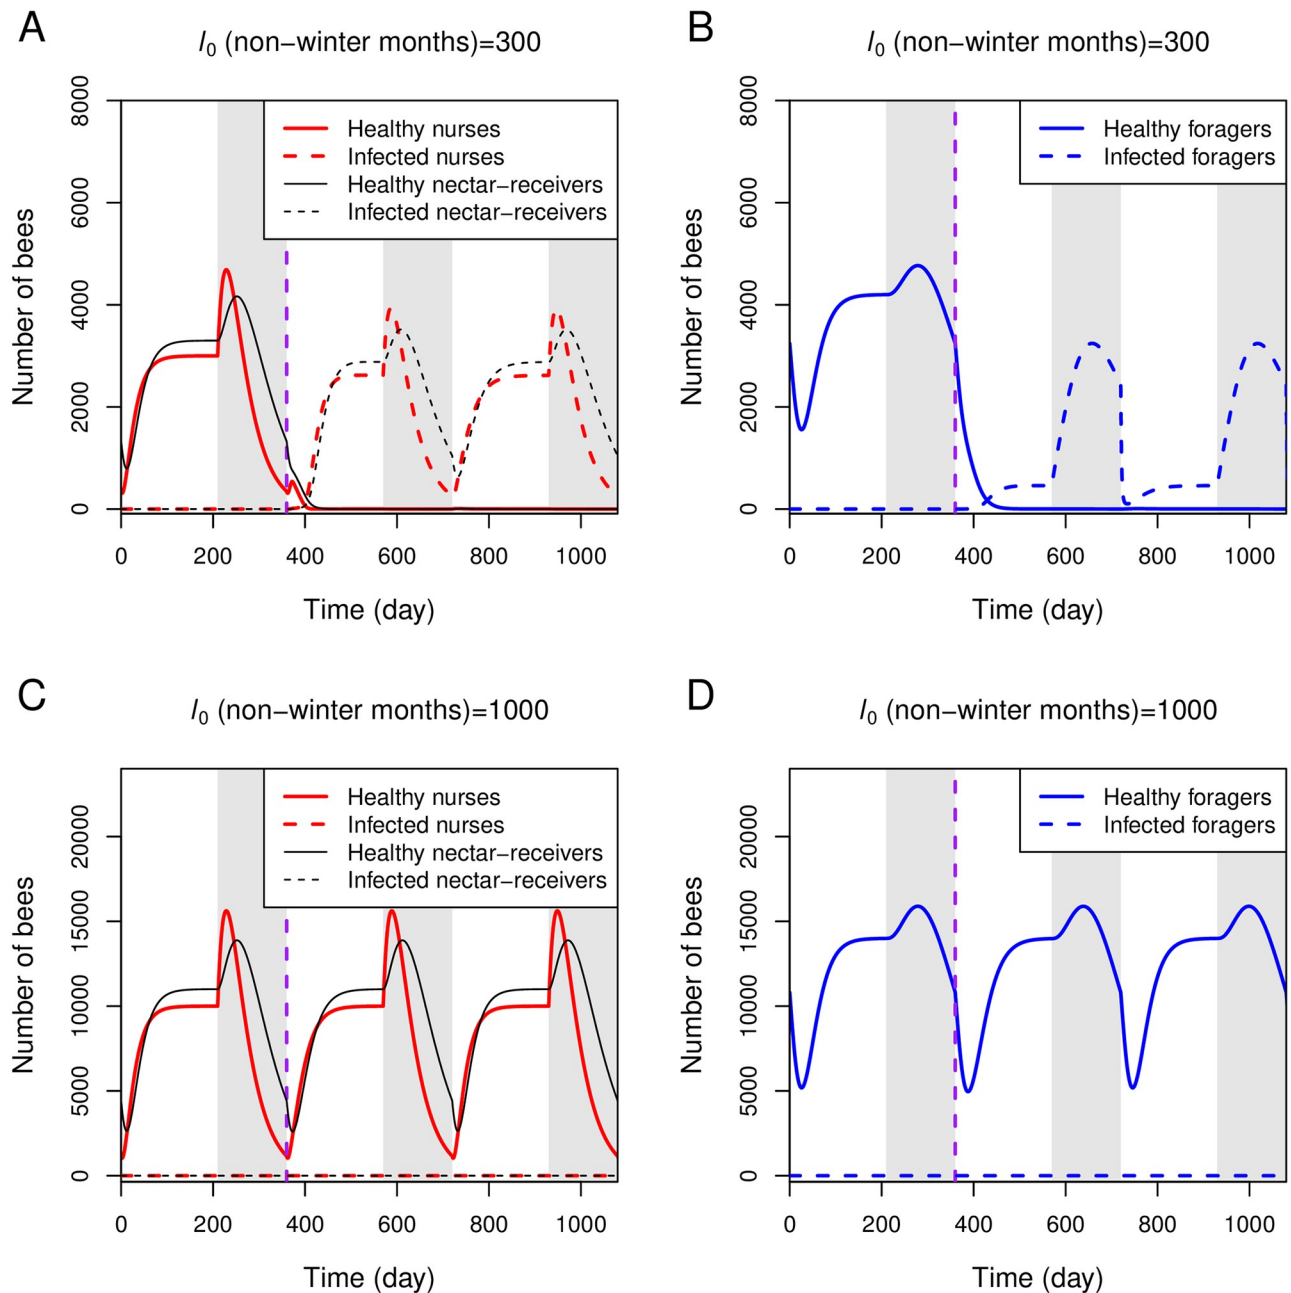 A
I0 (non−winter months)=300
Number of bees
8000
6000
4000
2000
0
Healthy nurses
Infected nurses
Healthy nectar−receivers
Infected nectar−receivers
0 200 400 600 800 1000
Time (day)
B
I0 (non−winter months)=300
Number of bees
8000
6000
4000
2000
0
Healthy foragers
Infected foragers
0 200 400 600 800 1000
Time (day)
C
I0 (non−winter months)=1000
Number of bees
20000
15000
10000
5000
0
Healthy nurses
Infected nurses
Healthy nectar−receivers
Infected nectar−receivers
0 200 400 600 800 1000
Time (day)
D
I0 (non−winter months)=1000
Number of bees
20000
15000
10000
5000
0
Healthy foragers
Infected foragers
0 200 400 600 800 1000
Time (day)